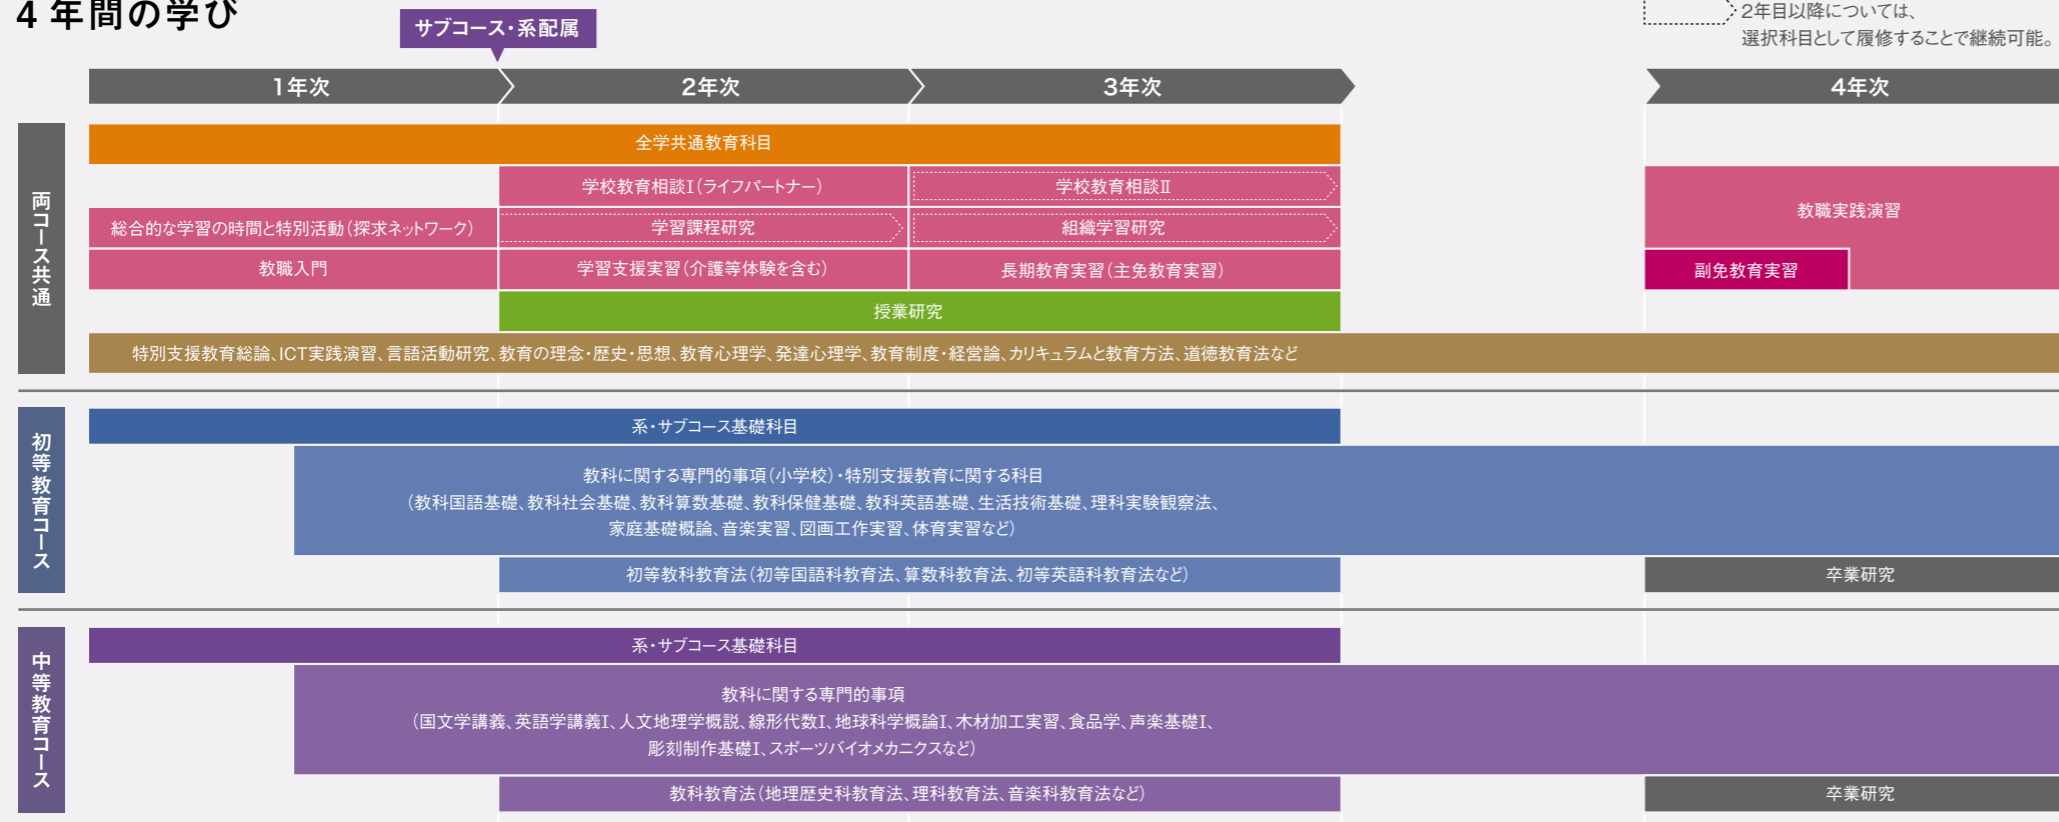 4年間の学び
サブコース・系配属
2年目以降については、
選択科目として履修することで継続可能。
1年次
2年次
3年次
4年次
両コース共通
全学共通教育科目
学校教育相談Ⅰ(ライフパートナー)
学校教育相談Ⅱ
教職実践演習
総合的な学習の時間と特別活動(探求ネットワーク)
学習課程研究
組織学習研究
教職入門
学習支援実習(介護等体験を含む)
長期教育実習(主免教育実習)
副免教育実習
授業研究
特別支援教育総論、ICT実践演習、言語活動研究、教育の理念・歴史・思想、教育心理学、発達心理学、教育制度・経営論、カリキュラムと教育方法、道徳教育法など
初等教育コース
系・サブコース基礎科目
教科に関する専門的事項(小学校)・特別支援教育に関する科目
(教科国語基礎、教科社会基礎、教科算数基礎、教科保健基礎、教科英語基礎、生活技術基礎、理科実験観察法、
家庭基礎概論、音楽実習、図画工作実習、体育実習など)
初等教科教育法(初等国語科教育法、算数科教育法、初等英語科教育法など)
卒業研究
中等教育コース
系・サブコース基礎科目
教科に関する専門的事項
(国文学講義、英語学講義Ⅰ、人文地理学概説、線形代数Ⅰ、地球科学概論Ⅰ、木材加工実習、食品学、声楽基礎Ⅰ、
彫刻制作基礎Ⅰ、スポーツバイオメカニクスなど)
教科教育法(地理歴史科教育法、理科教育法、音楽科教育法など)
卒業研究